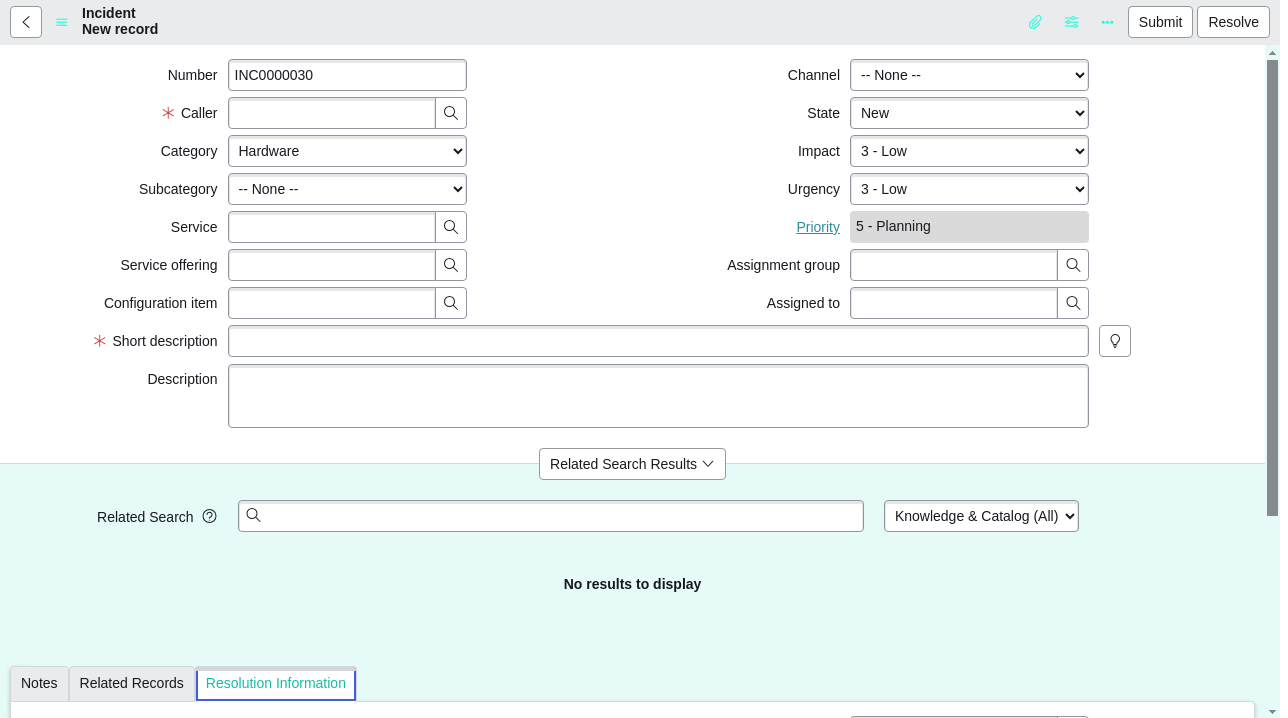 Incident
New record
Submit
Resolve
Number
INC0000030
Channel
-- None --
Caller
State
New
Category
Hardware
Impact
3 - Low
Subcategory
-- None --
Urgency
3 - Low
Service
Priority
5 - Planning
Service offering
Assignment group
Configuration item
Assigned to
Short description
Description
Related Search Results
Related Search
Knowledge & Catalog (All)
No results to display
Notes
Related Records
Resolution Information